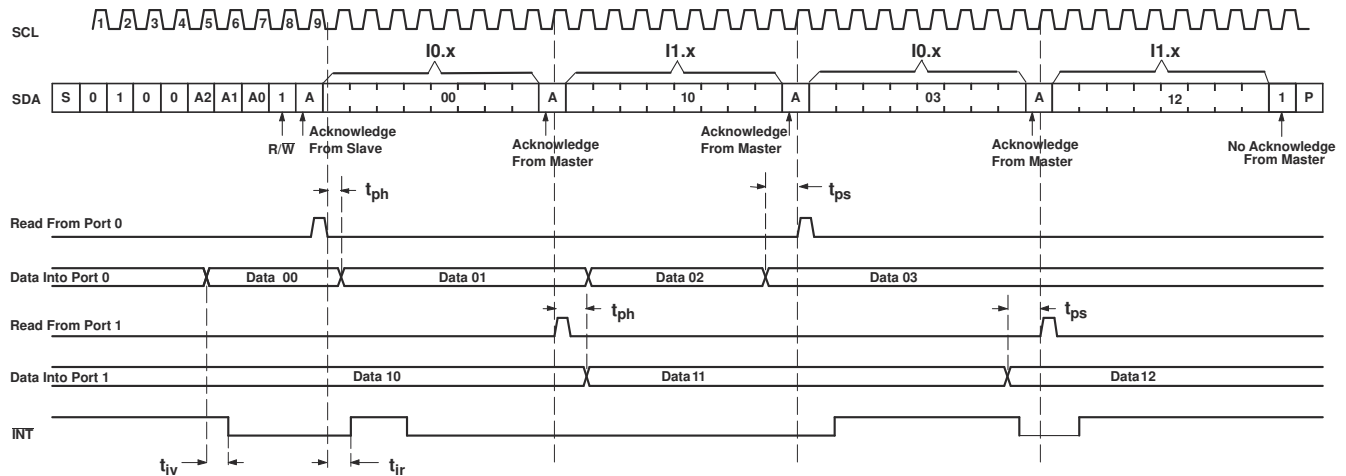 SCL 1 2 3 4 5 6 7 8 9
I0.x I1.x I0.x I1.x
SDA S 0 1 0 0 A2 A1 A0 1 A 00 A 10 A 03 A 12 1 P
R/W̅
Acknowledge
From Slave
Acknowledge
From Master
Acknowledge
From Master
Acknowledge
From Master
No Acknowledge
From Master
tph tps
Read From Port 0
Data Into Port 0 Data 00 Data 01 Data 02 Data 03
tph tps
Read From Port 1
Data Into Port 1 Data 10 Data 11 Data 12
I̅N̅T̅
tiv tir